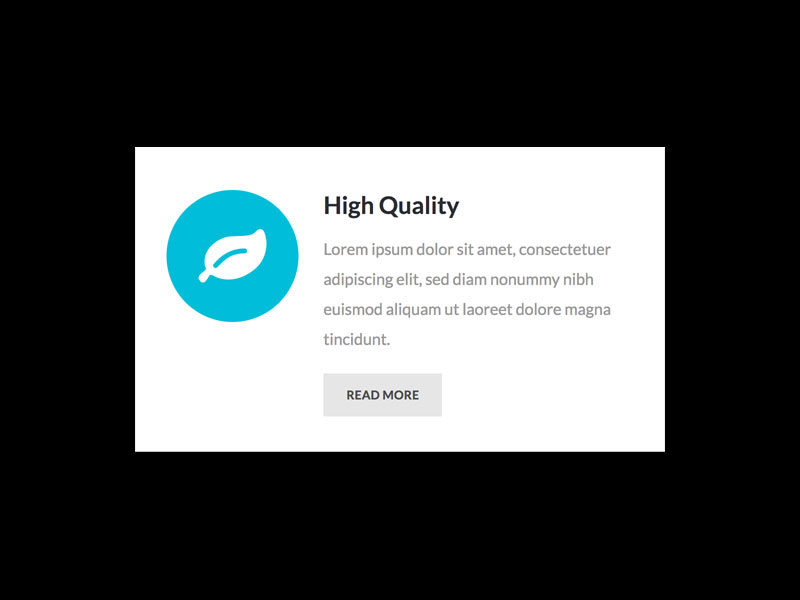 High Quality
Lorem ipsum dolor sit amet, consectetuer
adipiscing elit, sed diam nonummy nibh
euismod aliquam ut laoreet dolore magna
tincidunt.
READ MORE